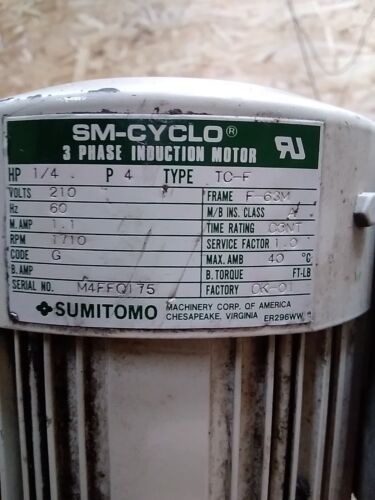 SM-CYCLO®
3 PHASE INDUCTION MOTOR
RU
HP 1/4 P 4 TYPE TC-F
VOLTS 210 FRAME F-63M
Hz 60 M/B INS. CLASS A
M. AMP 1.1 TIME RATING CONT
RPM 1710 SERVICE FACTOR 1.0
CODE G MAX. AMB 40 °C
B. AMP B. TORQUE FT-LB
SERIAL NO. M4FFQ175 FACTORY OK-01
SUMITOMO MACHINERY CORP. OF AMERICA
CHESAPEAKE, VIRGINIA ER296WW